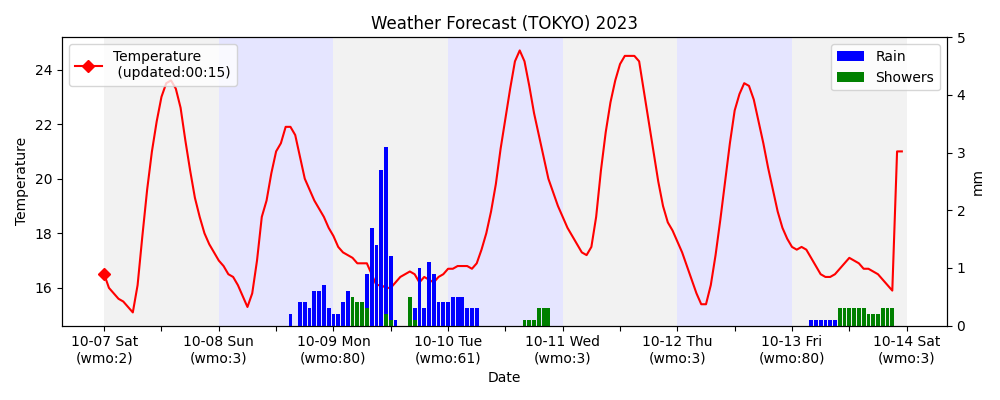 Weather Forecast (TOKYO) 2023
Temperature
(updated:00:15)
Rain
Showers
Temperature
24
22
20
18
16
5
4
3
2
1
0
mm
10-07 Sat 10-08 Sun 10-09 Mon 10-10 Tue 10-11 Wed 10-12 Thu 10-13 Fri 10-14 Sat
(wmo:2) (wmo:3) (wmo:80) (wmo:61) (wmo:3) (wmo:3) (wmo:80) (wmo:3)
Date